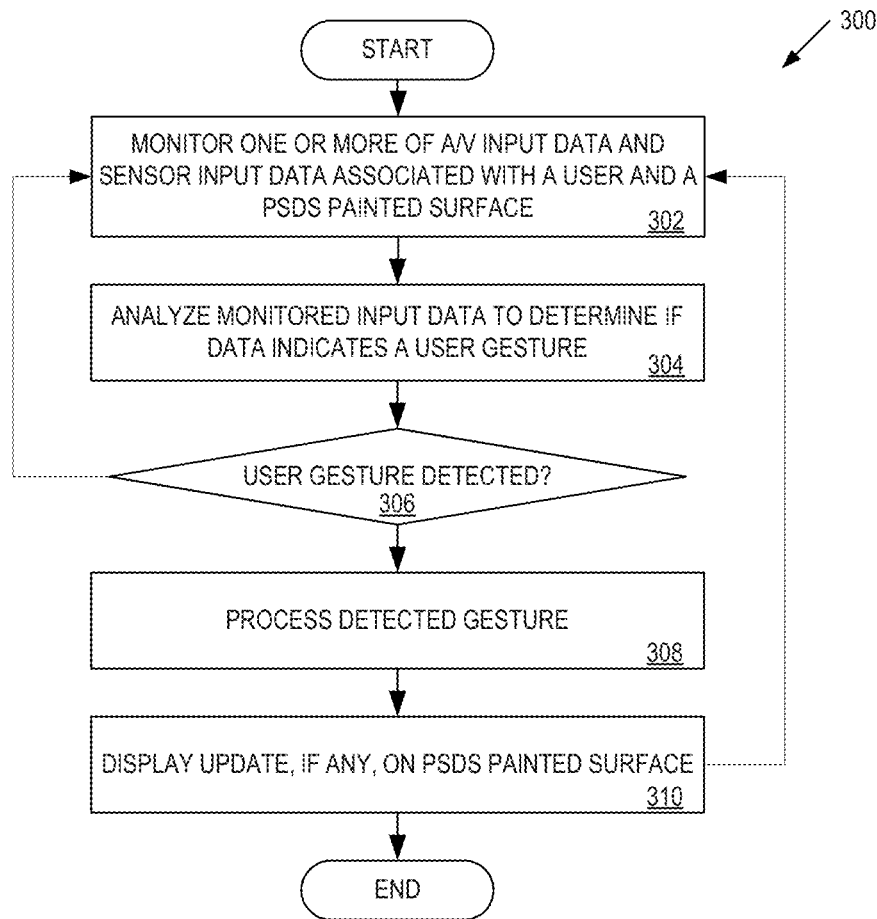 300
START
MONITOR ONE OR MORE OF A/V INPUT DATA AND
SENSOR INPUT DATA ASSOCIATED WITH A USER AND A
PSDS PAINTED SURFACE
302
ANALYZE MONITORED INPUT DATA TO DETERMINE IF
DATA INDICATES A USER GESTURE
304
USER GESTURE DETECTED?
306
PROCESS DETECTED GESTURE
308
DISPLAY UPDATE, IF ANY, ON PSDS PAINTED SURFACE
310
END